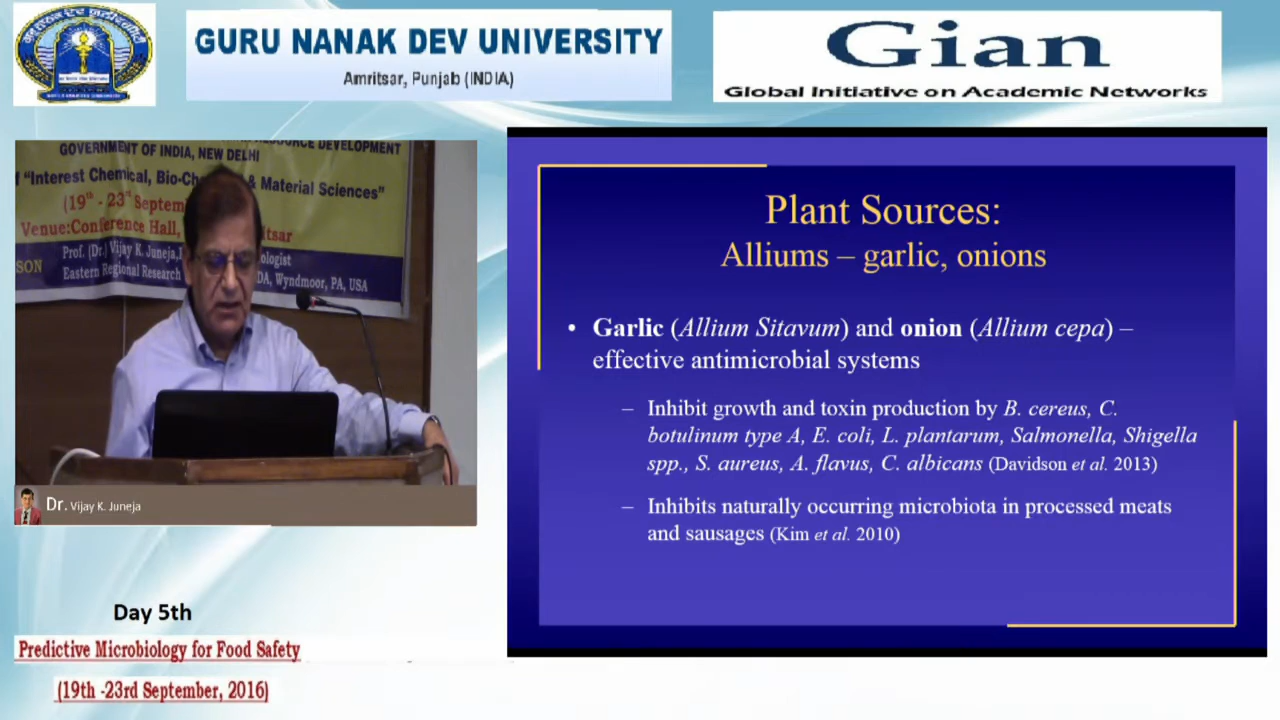 GURU NANAK DEV UNIVERSITY
Amritsar, Punjab (INDIA)
Gian
Global Initiative on Academic Networks
RESOURCE DEVELOPMENT
GOVERNMENT OF INDIA, NEW DELHI
"Interest Chemical, & Material Sciences"
(19th - 23rd
Venue: Conference Hall,
Prof. (Dr.) Vijay K. Juneja,
SON
Eastern Regional Research Wyndmoor, PA, USA
Dr. Vijay K. Juneja
Plant Sources:
Alliums – garlic, onions
• Garlic (Allium Sitavum) and onion (Allium cepa) –
effective antimicrobial systems
– Inhibit growth and toxin production by B. cereus, C.
botulinum type A, E. coli, L. plantarum, Salmonella, Shigella
spp., S. aureus, A. flavus, C. albicans (Davidson et al. 2013)
– Inhibits naturally occurring microbiota in processed meats
and sausages (Kim et al. 2010)
Day 5th
Predictive Microbiology for Food Safety
(19th -23rd September, 2016)